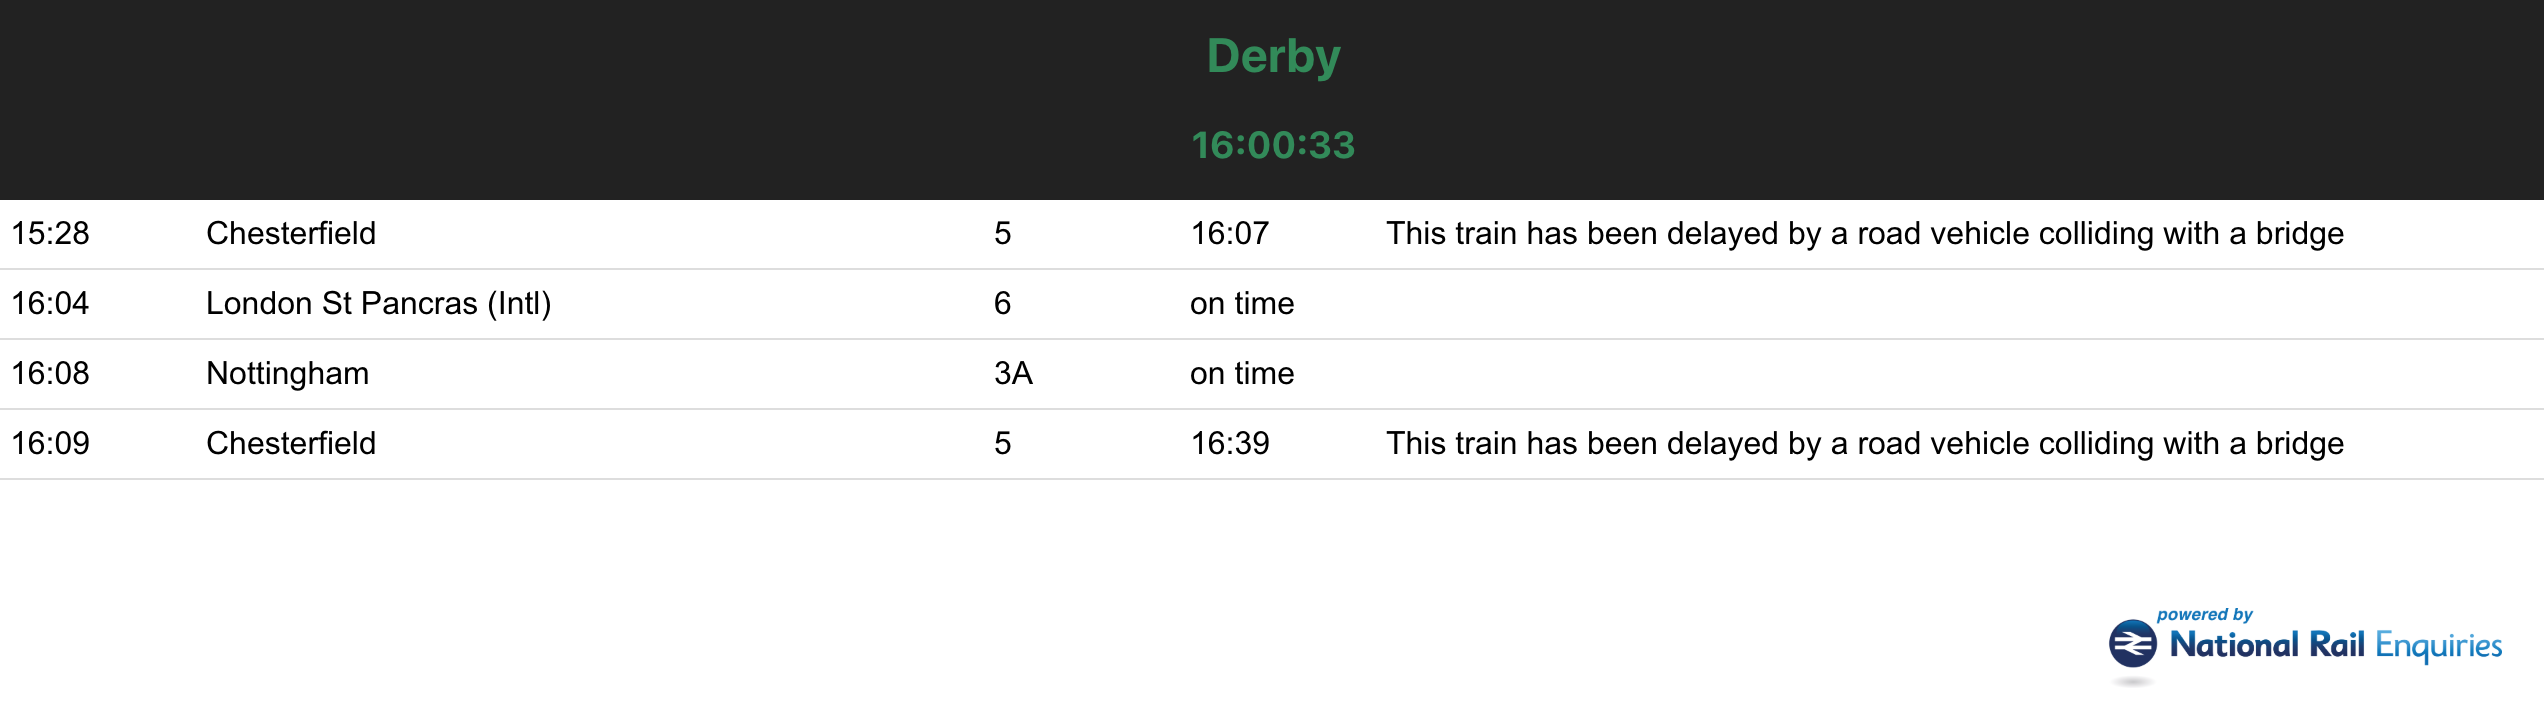 Derby
16:00:33
15:28 Chesterfield 5 16:07 This train has been delayed by a road vehicle colliding with a bridge
16:04 London St Pancras (Intl) 6 on time
16:08 Nottingham 3A on time
16:09 Chesterfield 5 16:39 This train has been delayed by a road vehicle colliding with a bridge
powered by
National Rail Enquiries